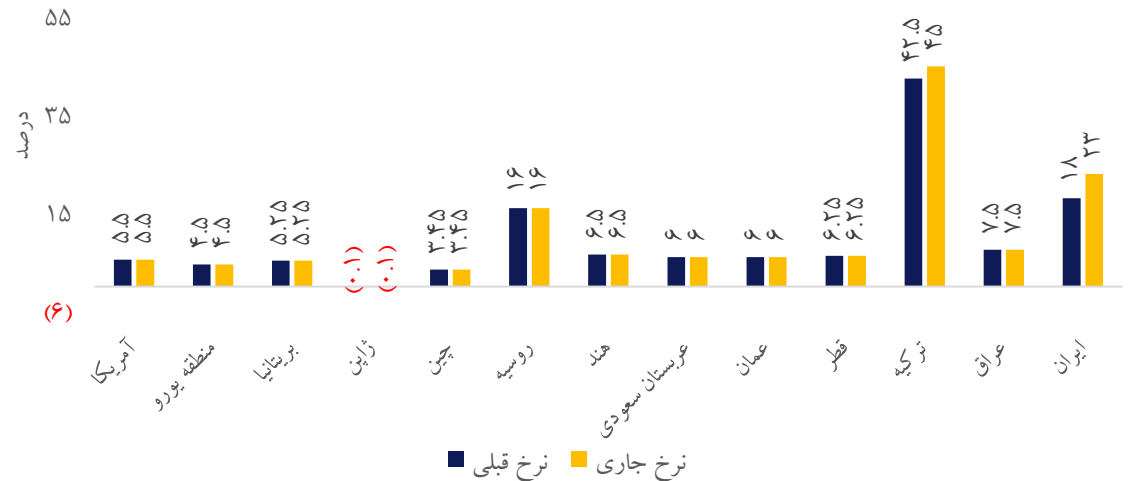 ۵۵
۳۵
۱۵
(۶)
درصد
۵.۵
۵.۵
۴.۵
۴.۵
۵.۲۵
۵.۲۵
(۰.۱)
(۰.۱)
۳.۴۵
۳.۴۵
۱۶
۱۶
۶.۵
۶.۵
۶
۶
۶
۶
۶.۲۵
۶.۲۵
۴۲.۵
۴۵
۷.۵
۷.۵
۱۸
۲۳
آمریکا
منطقه یورو
بریتانیا
ژاپن
چین
روسیه
هند
عربستان سعودی
عمان
قطر
ترکیه
عراق
ایران
نرخ قبلی
نرخ جاری